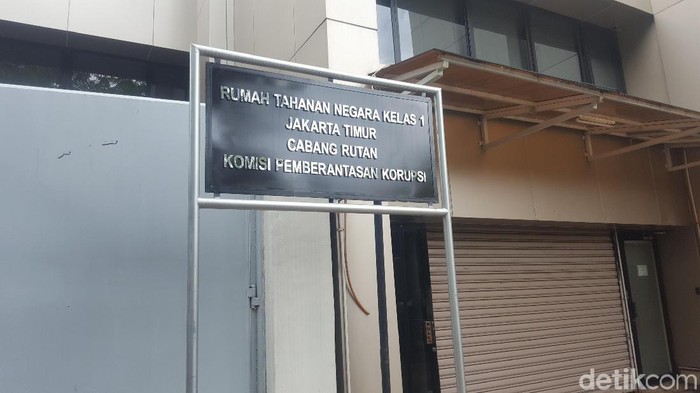 RUMAH TAHANAN NEGARA KELAS 1
JAKARTA TIMUR
CABANG RUTAN
KOMISI PEMBERANTASAN KORUPSI
detikcom